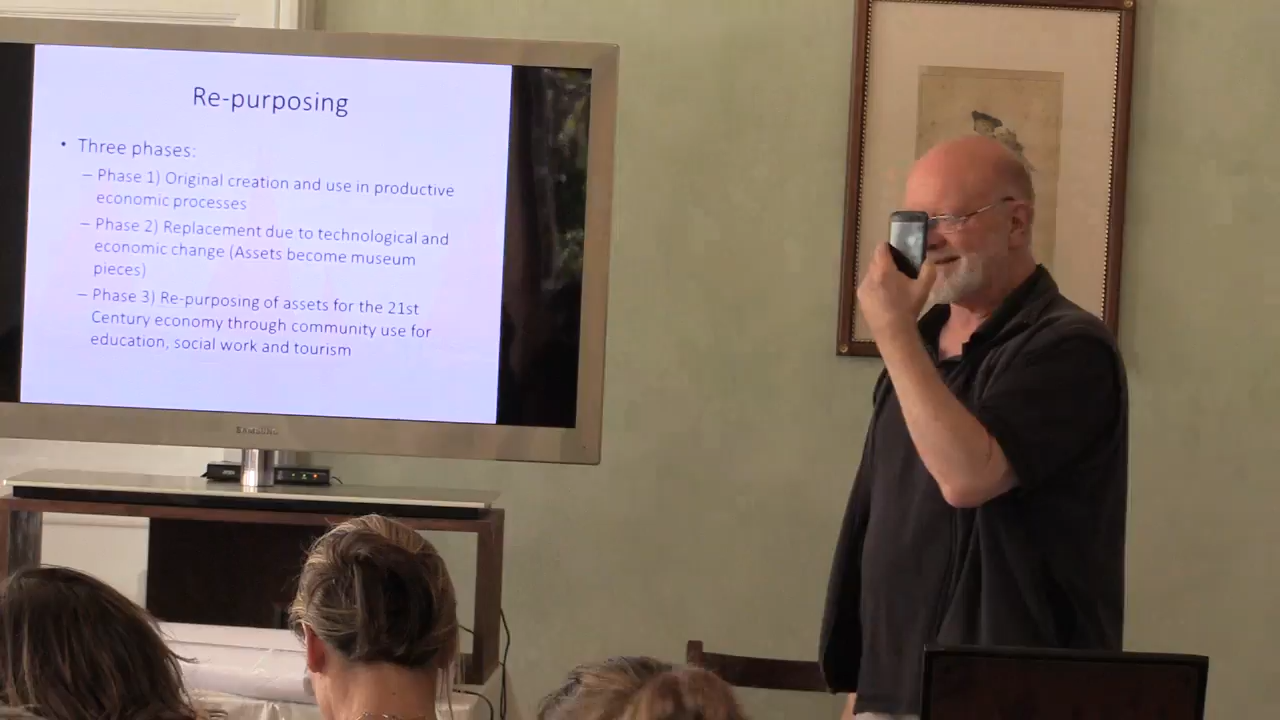 Re-purposing
• Three phases:
– Phase 1) Original creation and use in productive
economic processes
– Phase 2) Replacement due to technological and
economic change (Assets become museum
pieces)
– Phase 3) Re-purposing of assets for the 21st
Century economy through community use for
education, social work and tourism
SAMSUNG